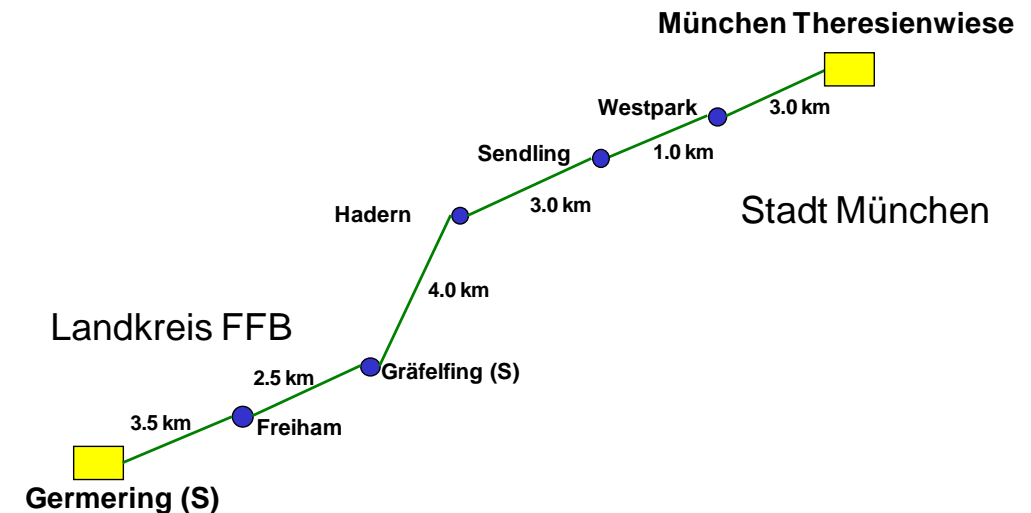 München Theresienwiese
Westpark
3.0 km
Sendling
1.0 km
Hadern
3.0 km
Stadt München
4.0 km
Landkreis FFB
2.5 km
Gräfelfing (S)
3.5 km
Freiham
Germering (S)